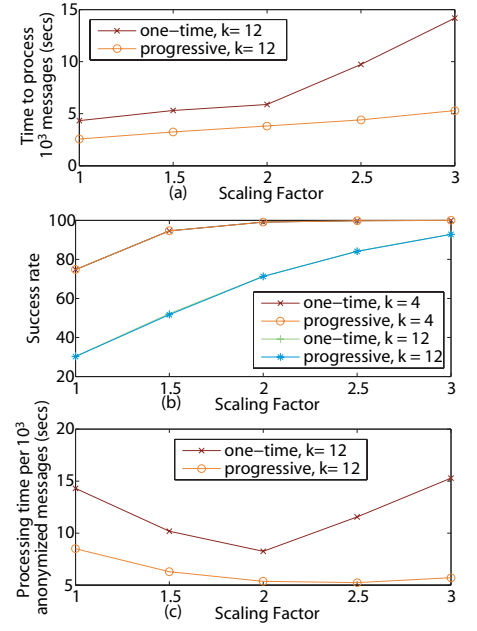 Time to process
10³ messages (secs)
15
10
5
0
one−time, k= 12
progressive, k= 12
1
1.5
2
2.5
3
(a)
Scaling Factor
Success rate
100
80
60
40
20
one−time, k = 4
progressive, k = 4
one−time, k = 12
progressive, k = 12
1
1.5
2
2.5
3
(b)
Scaling Factor
Processing time per 10³
anonymized messages (secs)
20
15
10
5
one−time, k= 12
progressive, k= 12
1
1.5
2
2.5
3
(c)
Scaling Factor